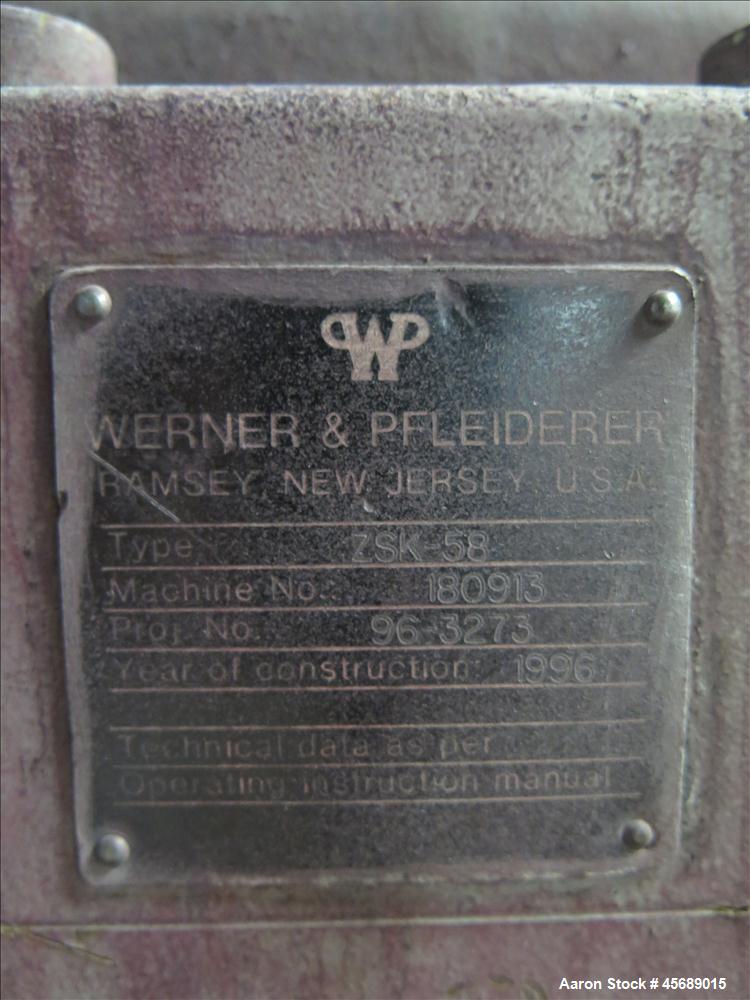 WP
WERNER & PFLEIDERER
RAMSEY, NEW JERSEY, U.S.A.
Type: ZSK-58
Machine No.: 180913
Proj. No.: 96-3273
Year of construction: 1996
Technical data as per
Operating instruction manual
Aaron Stock # 45689015